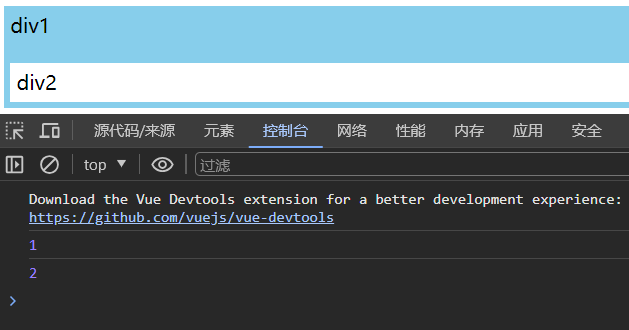 div1
div2
源代码/来源 元素 控制台 网络 性能 内存 应用 安全
top 过滤
Download the Vue Devtools extension for a better development experience:
https://github.com/vuejs/vue-devtools
1
2